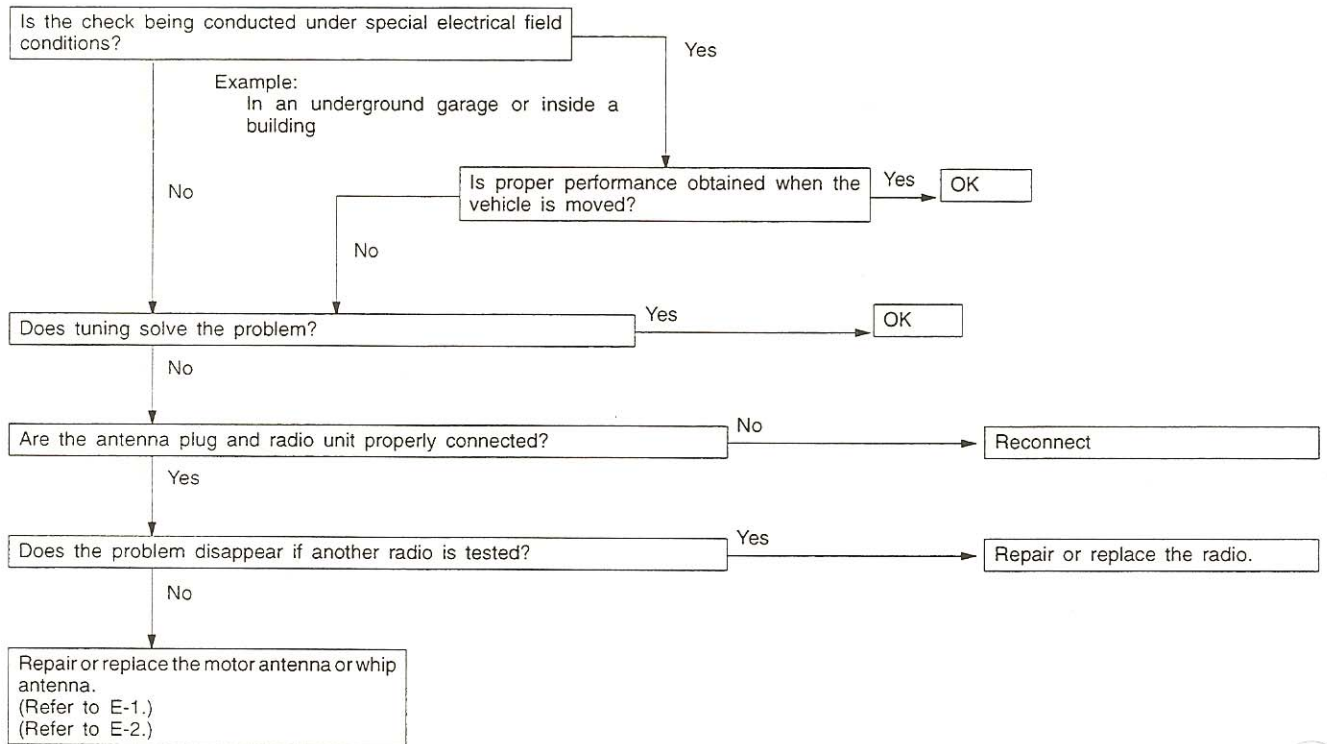 Is the check being conducted under special electrical field
conditions?
Yes
Example:
In an underground garage or inside a
building
No
Is proper performance obtained when the
vehicle is moved?
Yes
OK
No
Does tuning solve the problem?
Yes
OK
No
Are the antenna plug and radio unit properly connected?
No
Reconnect
Yes
Does the problem disappear if another radio is tested?
Yes
Repair or replace the radio.
No
Repair or replace the motor antenna or whip
antenna.
(Refer to E-1.)
(Refer to E-2.)